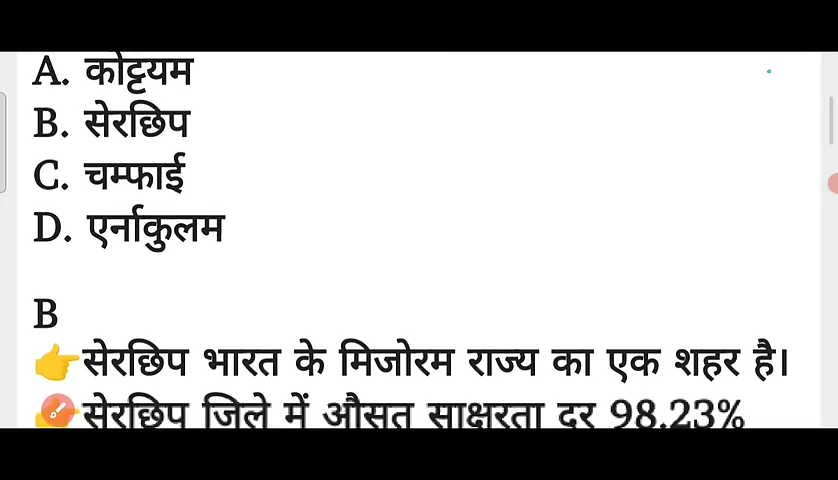 A. कोट्टयम
B. सेरछिप
C. चम्फाई
D. एर्नाकुलम
B
👉सेरछिप भारत के मिजोरम राज्य का एक शहर है।
सेरछिप जिले में औसत साक्षरता दर 98.23%